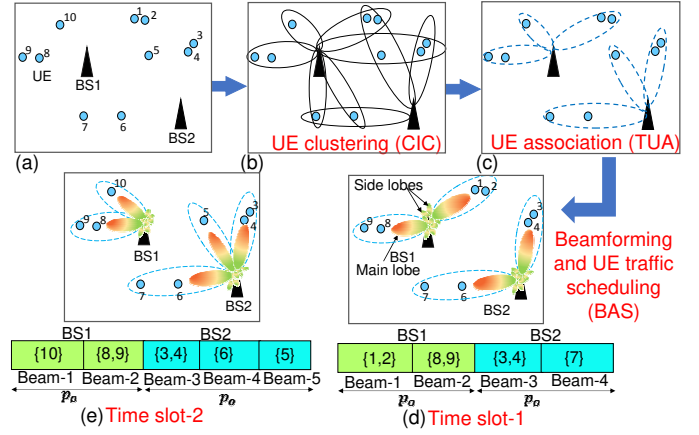 10
1
2
9
8
UE
BS1
5
3
4
7
6
BS2
(a)
(b)
UE clustering (CIC)
(c)
UE association (TUA)
10
9
8
BS1
5
3
4
7
6
BS2
Side lobes
1
2
9
8
BS1
Main lobe
3
4
7
6
BS2
Beamforming
and UE traffic
scheduling
(BAS)
BS1
BS2
{10}
{8,9}
{3,4}
{6}
{5}
Beam-1
Beam-2
Beam-3
Beam-4
Beam-5
(e) Time slot-2
BS1
BS2
{1,2}
{8,9}
{3,4}
{7}
Beam-1
Beam-2
Beam-3
Beam-4
(d) Time slot-1